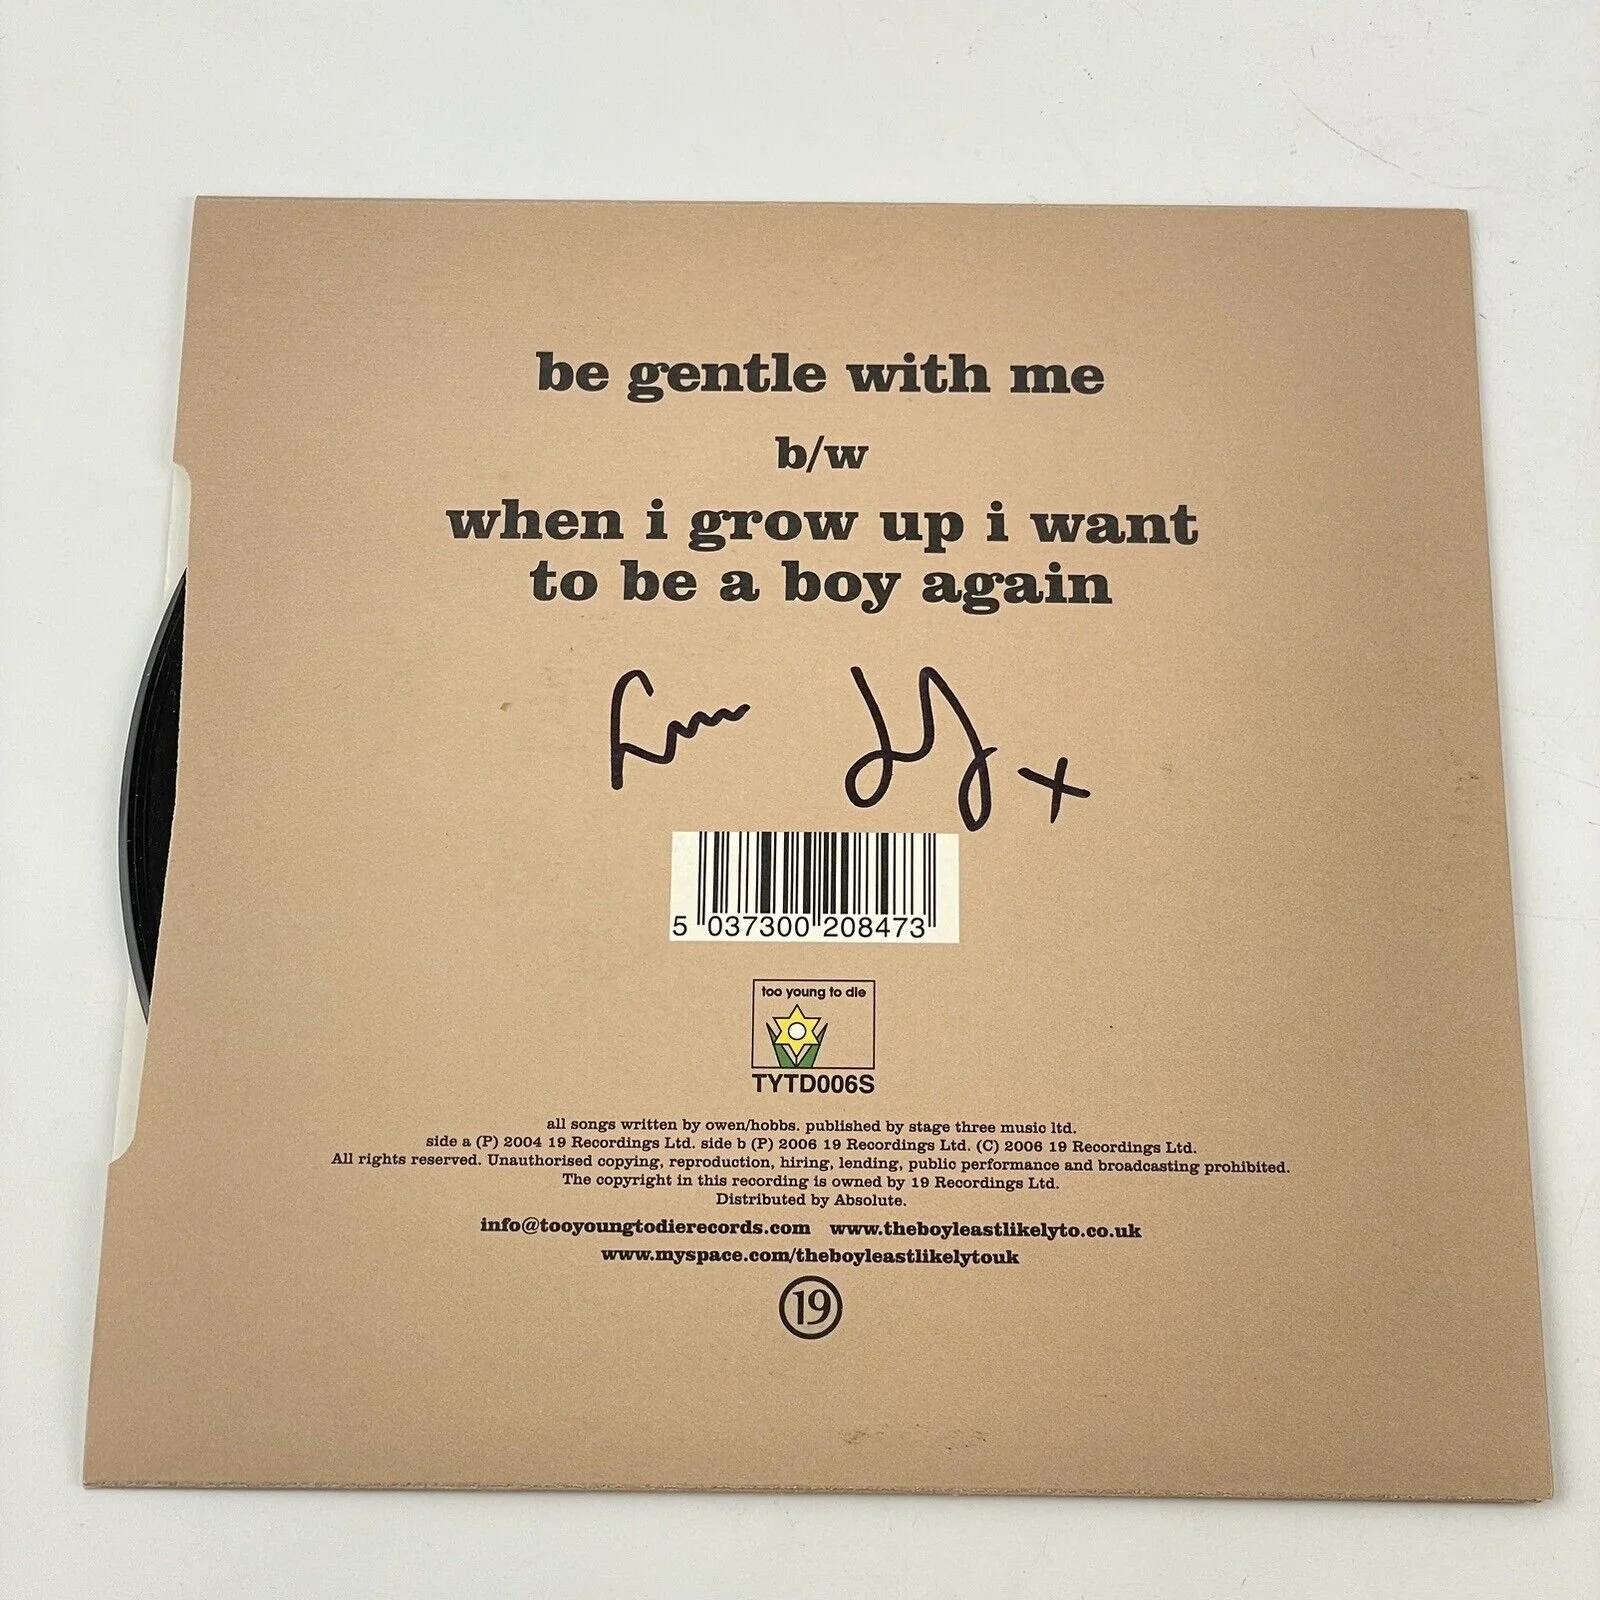 be gentle with me
b/w
when i grow up i want
to be a boy again
x
5 037300 208473
too young to die
TYTD006S
all songs written by owen/hobbs. published by stage three music ltd.
side a (P) 2004 19 Recordings Ltd. side b (P) 2006 19 Recordings Ltd. (C) 2006 19 Recordings Ltd.
All rights reserved. Unauthorised copying, reproduction, hiring, lending, public performance and broadcasting prohibited.
The copyright in this recording is owned by 19 Recordings Ltd.
Distributed by Absolute.
info@tooyoungtodierecords.com www.theboyleastlikelyto.co.uk
www.myspace.com/theboyleastlikelytouk
19